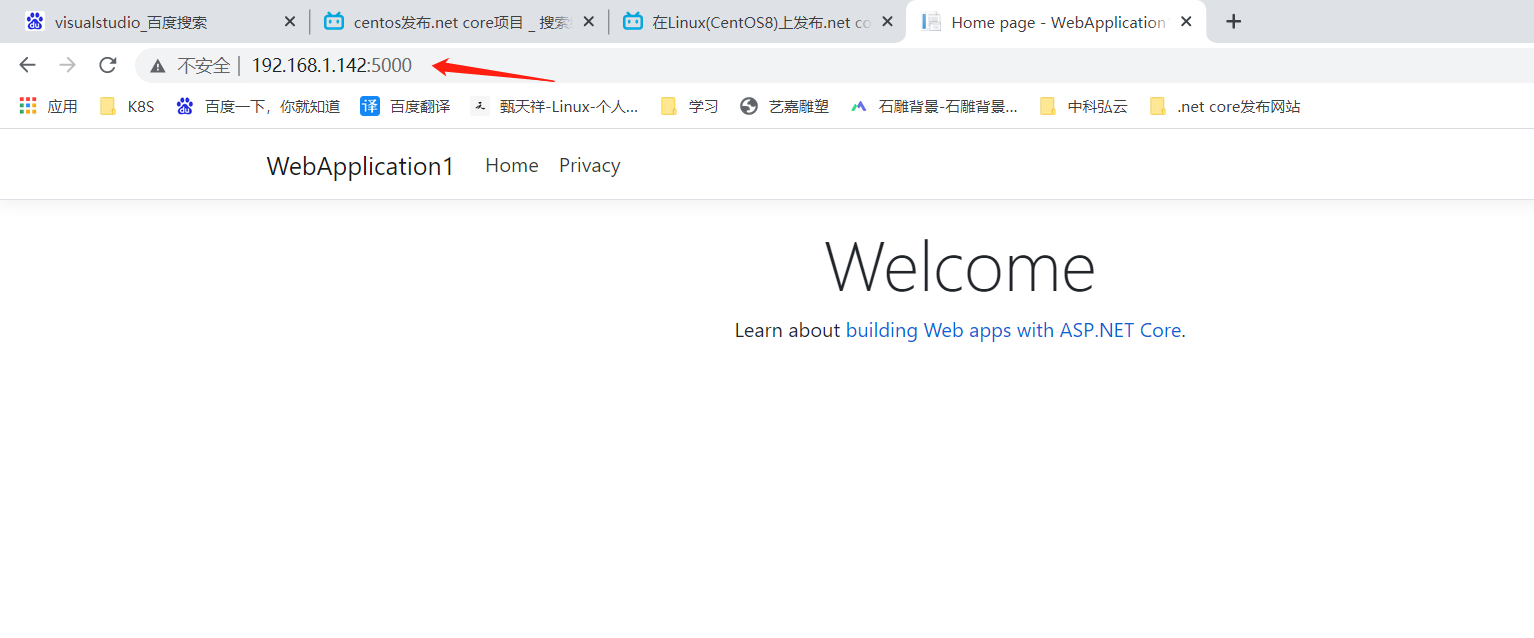 visualstudio_百度搜索
centos发布.net core项目 _ 搜索
在Linux(CentOS8)上发布.net co
Home page - WebApplication
不安全 | 192.168.1.142:5000
应用 K8S 百度一下，你就知道 译 百度翻译 甄天祥-Linux-个人... 学习 艺嘉雕塑 石雕背景-石雕背景... 中科弘云 .net core发布网站
WebApplication1 Home Privacy
Welcome
Learn about building Web apps with ASP.NET Core.